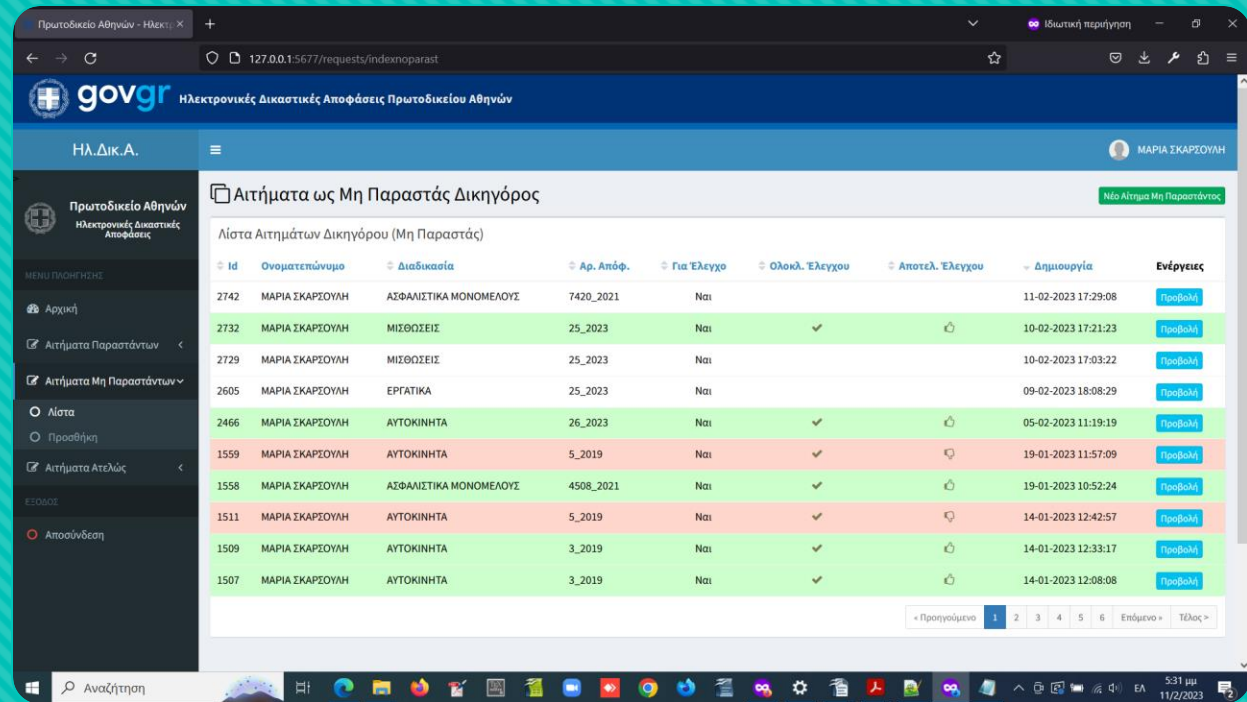 Πρωτοδικείο Αθηνών - Ηλεκτρ
Ιδιωτική περιήγηση
127.0.0.1:5677/requests/indexnoparast
govgr Ηλεκτρονικές Δικαστικές Αποφάσεις Πρωτοδικείου Αθηνών
Ηλ.Δικ.Α.
ΜΑΡΙΑ ΣΚΑΡΣΟΥΛΗ
Πρωτοδικείο Αθηνών
Ηλεκτρονικές Δικαστικές
Αποφάσεις
MENU ΠΛΟΗΓΗΣΗΣ
Αρχική
Αιτήματα Παραστάντων
Αιτήματα Μη Παραστάντων
Λίστα
Προσθήκη
Αιτήματα Ατελώς
ΕΞΟΔΟΣ
Αποσύνδεση
Αιτήματα ως Μη Παραστάς Δικηγόρος
Νέο Αίτημα Μη Παραστάντος
Λίστα Αιτημάτων Δικηγόρου (Μη Παραστάς)
Id Ονοματεπώνυμο Διαδικασία Αρ. Απόφ. Για Έλεγχο Ολοκλ. Έλεγχου Αποτελ. Έλεγχου Δημιουργία Ενέργειες
2742 ΜΑΡΙΑ ΣΚΑΡΣΟΥΛΗ ΑΣΦΑΛΙΣΤΙΚΑ ΜΟΝΟΜΕΛΟΥΣ 7420_2021 Ναι 11-02-2023 17:29:08 Προβολή
2732 ΜΑΡΙΑ ΣΚΑΡΣΟΥΛΗ ΜΙΣΘΩΣΕΙΣ 25_2023 Ναι ✔ 10-02-2023 17:21:23 Προβολή
2729 ΜΑΡΙΑ ΣΚΑΡΣΟΥΛΗ ΜΙΣΘΩΣΕΙΣ 25_2023 Ναι 10-02-2023 17:03:22 Προβολή
2605 ΜΑΡΙΑ ΣΚΑΡΣΟΥΛΗ ΕΡΓΑΤΙΚΑ 25_2023 Ναι 09-02-2023 18:08:29 Προβολή
2466 ΜΑΡΙΑ ΣΚΑΡΣΟΥΛΗ ΑΥΤΟΚΙΝΗΤΑ 26_2023 Ναι ✔ 05-02-2023 11:19:19 Προβολή
1559 ΜΑΡΙΑ ΣΚΑΡΣΟΥΛΗ ΑΥΤΟΚΙΝΗΤΑ 5_2019 Ναι ✔ 19-01-2023 11:57:09 Προβολή
1558 ΜΑΡΙΑ ΣΚΑΡΣΟΥΛΗ ΑΣΦΑΛΙΣΤΙΚΑ ΜΟΝΟΜΕΛΟΥΣ 4508_2021 Ναι ✔ 19-01-2023 10:52:24 Προβολή
1511 ΜΑΡΙΑ ΣΚΑΡΣΟΥΛΗ ΑΥΤΟΚΙΝΗΤΑ 5_2019 Ναι ✔ 14-01-2023 12:42:57 Προβολή
1509 ΜΑΡΙΑ ΣΚΑΡΣΟΥΛΗ ΑΥΤΟΚΙΝΗΤΑ 3_2019 Ναι ✔ 14-01-2023 12:33:17 Προβολή
1507 ΜΑΡΙΑ ΣΚΑΡΣΟΥΛΗ ΑΥΤΟΚΙΝΗΤΑ 3_2019 Ναι ✔ 14-01-2023 12:08:08 Προβολή
« Προηγούμενο 1 2 3 4 5 6 Επόμενο » Τέλος >
Αναζήτηση
ΕΛ
5:31 μμ
11/2/2023
2